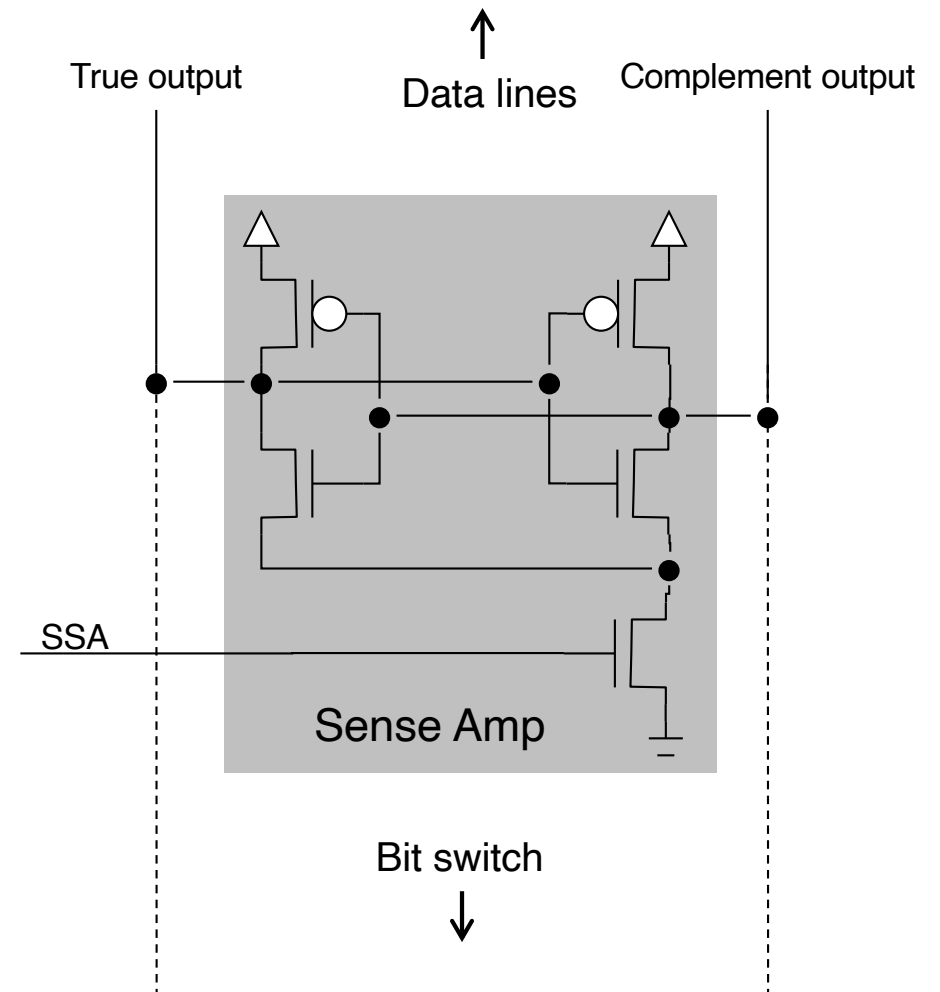 True output
Data lines
Complement output
SSA
Sense Amp
Bit switch